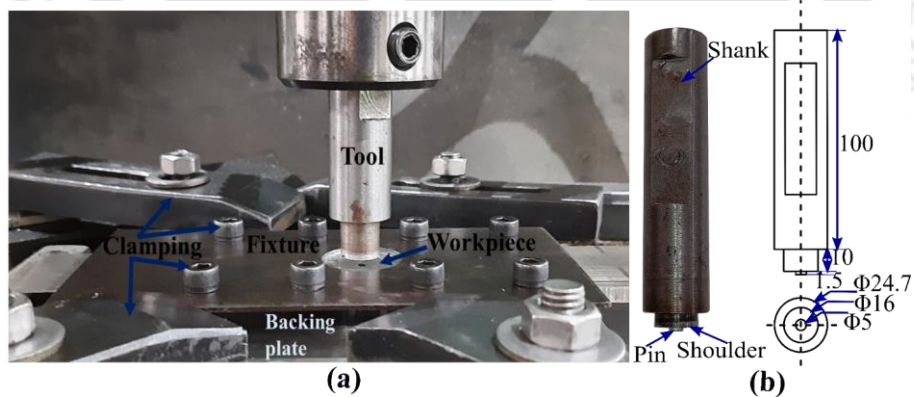 Tool
Clamping
Fixture
Workpiece
Backing
plate
(a)
Shank
100
10
1.5
Φ24.7
Φ16
Φ5
Pin
Shoulder
(b)